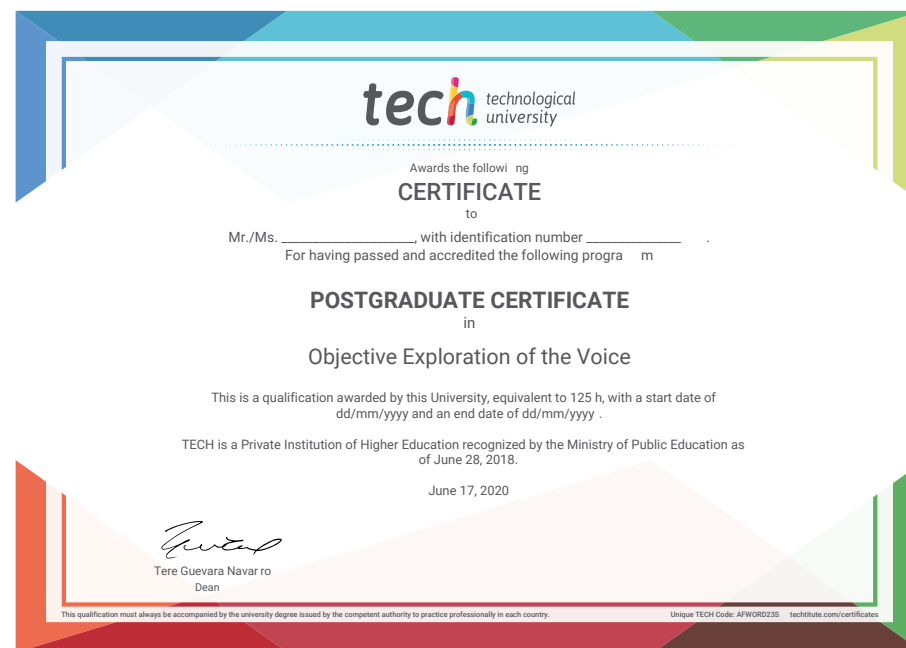 tech technological
university
Awards the followi ng
CERTIFICATE
to
Mr./Ms. ____________________, with identification number ______________ .
For having passed and accredited the following progra m
POSTGRADUATE CERTIFICATE
in
Objective Exploration of the Voice
This is a qualification awarded by this University, equivalent to 125 h, with a start date of
dd/mm/yyyy and an end date of dd/mm/yyyy .
TECH is a Private Institution of Higher Education recognized by the Ministry of Public Education as
of June 28, 2018.
June 17, 2020
Tere Guevara Navar ro
Dean
This qualification must always be accompanied by the university degree issued by the competent authority to practice professionally in each country. Unique TECH Code: AFWORD23S techtitute.com/certificates